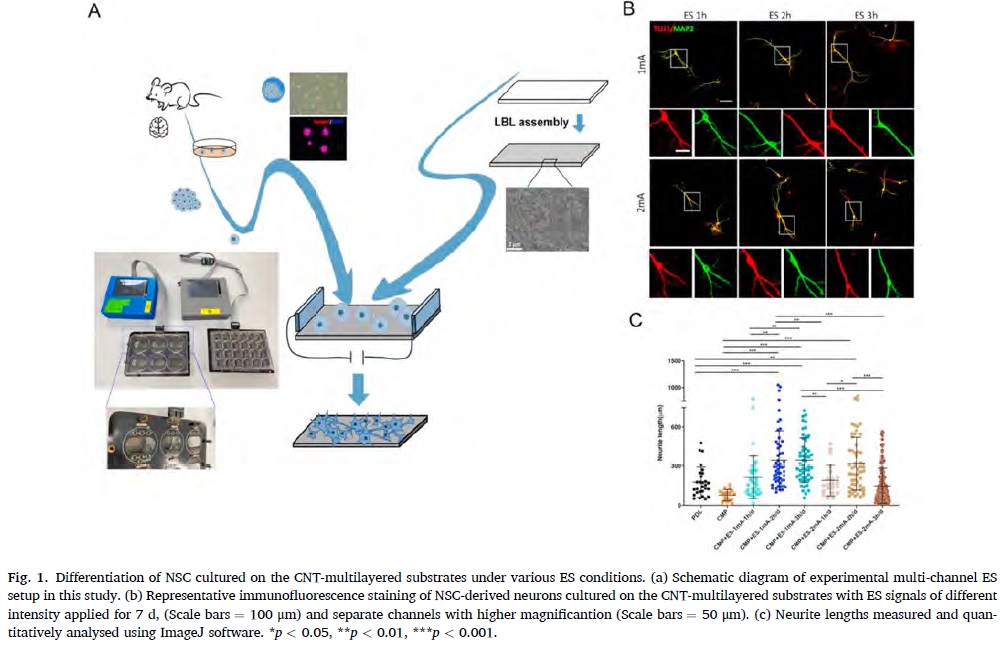 A
LBL assembly
B
ES 1h
ES 2h
ES 3h
TUJ1/MAP2
1mA
2mA
C
Neurite length(μm)
1500
1000
600
300
0
PDL
CMP
CMP+ES-1mA-1h/d
CMP+ES-1mA-2h/d
CMP+ES-1mA-3h/d
CMP+ES-2mA-1h/d
CMP+ES-2mA-2h/d
CMP+ES-2mA-3h/d
Fig. 1. Differentiation of NSC cultured on the CNT-multilayered substrates under various ES conditions. (a) Schematic diagram of experimental multi-channel ES
setup in this study. (b) Representative immunofluorescence staining of NSC-derived neurons cultured on the CNT-multilayered substrates with ES signals of different
intensity applied for 7 d, (Scale bars = 100 μm) and separate channels with higher magnificantion (Scale bars = 50 μm). (c) Neurite lengths measured and quan-
titatively analysed using ImageJ software. *p < 0.05, **p < 0.01, ***p < 0.001.